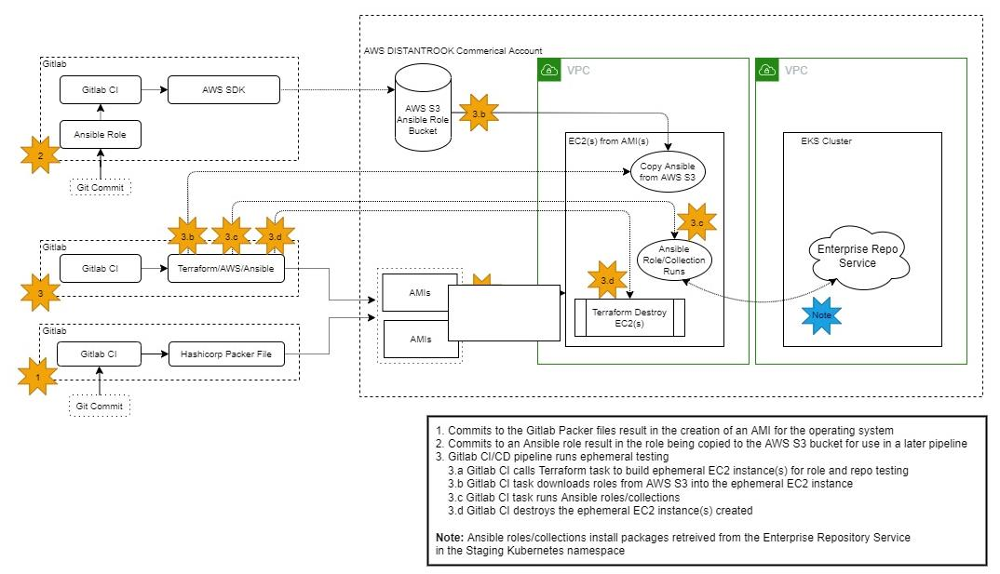 AWS DISTANTROOK Commerical Account
Gitlab
Gitlab CI
AWS SDK
Ansible Role
2
Git Commit
AWS S3
Ansible Role
Bucket
3.b
VPC
VPC
EC2(s) from AMI(s)
Copy Ansible
from AWS S3
EKS Cluster
3.b
3.c
3.d
Gitlab
Gitlab CI
Terraform/AWS/Ansible
3
3.c
Ansible
Role/Collection
Runs
3.d
Terraform Destroy
EC2(s)
Enterprise Repo
Service
Note
AMIs
AMIs
Gitlab
Gitlab CI
Hashicorp Packer File
1
Git Commit
1. Commits to the Gitlab Packer files result in the creation of an AMI for the operating system
2. Commits to an Ansible role result in the role being copied to the AWS S3 bucket for use in a later pipeline
3. Gitlab CI/CD pipeline runs ephemeral testing
3.a Gitlab CI calls Terraform task to build ephemeral EC2 instance(s) for role and repo testing
3.b Gitlab CI task downloads roles from AWS S3 into the ephemeral EC2 instance
3.c Gitlab CI task runs Ansible roles/collections
3.d Gitlab CI destroys the ephemeral EC2 instance(s) created
Note: Ansible roles/collections install packages retreived from the Enterprise Repository Service
in the Staging Kubernetes namespace